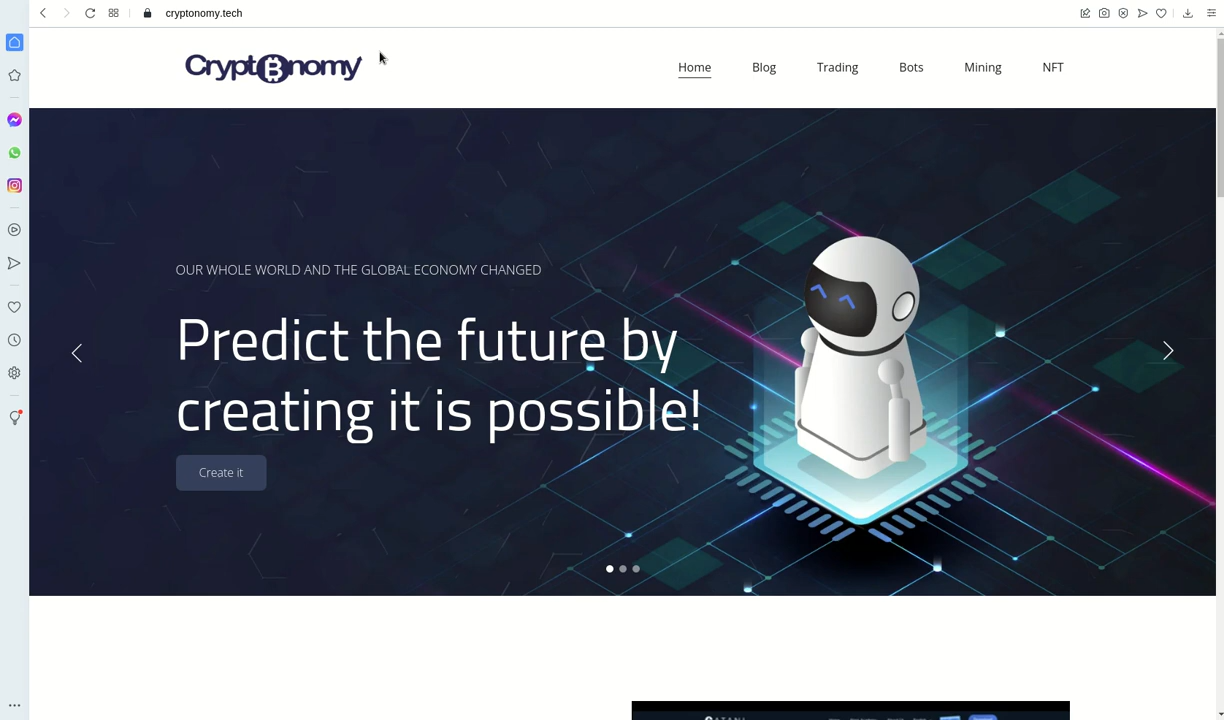 cryptonomy.tech
Cryptonomy
Home
Blog
Trading
Bots
Mining
NFT
OUR WHOLE WORLD AND THE GLOBAL ECONOMY CHANGED
Predict the future by
creating it is possible!
Create it